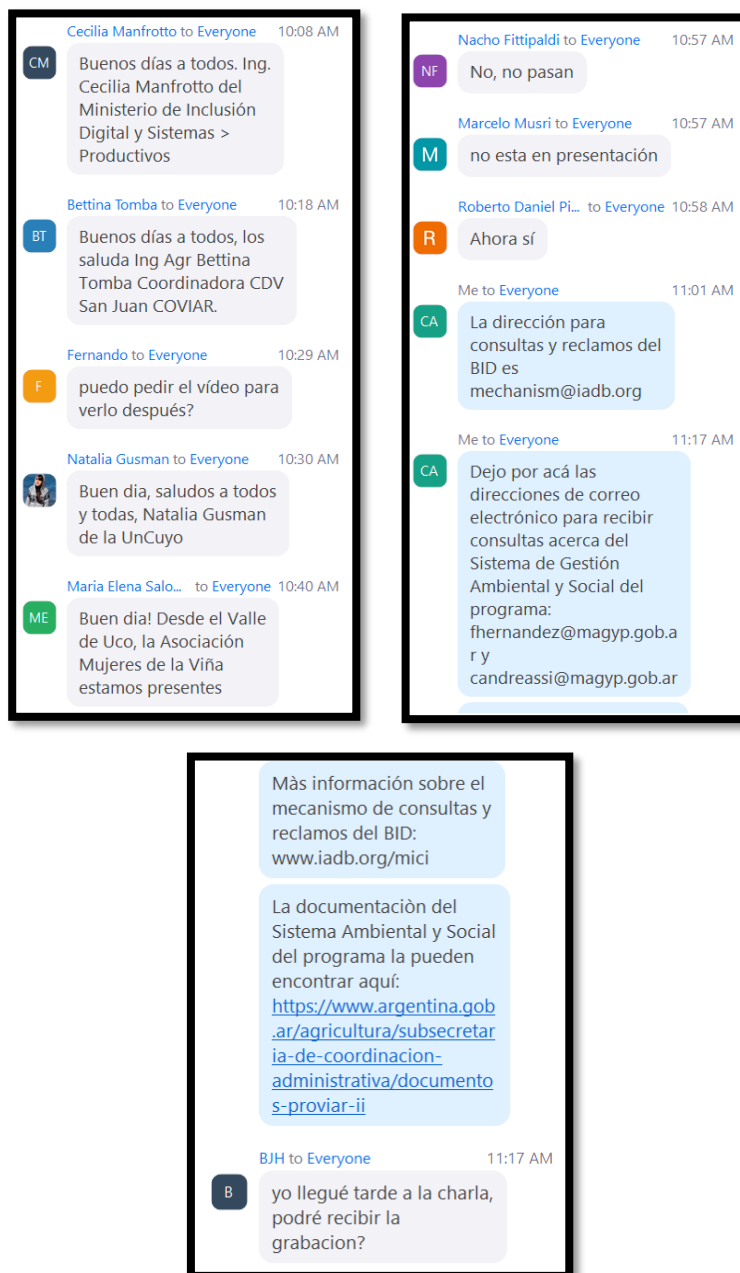 Cecilia Manfrotto to Everyone 10:08 AM
CM
Buenos días a todos. Ing.
Cecilia Manfrotto del
Ministerio de Inclusión
Digital y Sistemas >
Productivos
Bettina Tomba to Everyone 10:18 AM
BT
Buenos días a todos, los
saluda Ing Agr Bettina
Tomba Coordinadora CDV
San Juan COVIAR.
Fernando to Everyone 10:29 AM
F
puedo pedir el vídeo para
verlo después?
Natalia Gusman to Everyone 10:30 AM
Buen dia, saludos a todos
y todas, Natalia Gusman
de la UnCuyo
Maria Elena Salo... to Everyone 10:40 AM
ME
Buen dia! Desde el Valle
de Uco, la Asociación
Mujeres de la Viña
estamos presentes
Nacho Fittipaldi to Everyone 10:57 AM
NF
No, no pasan
Marcelo Musri to Everyone 10:57 AM
M
no esta en presentación
Roberto Daniel Pi... to Everyone 10:58 AM
R
Ahora sí
Me to Everyone 11:01 AM
CA
La dirección para
consultas y reclamos del
BID es
mechanism@iadb.org
Me to Everyone 11:17 AM
CA
Dejo por acá las
direcciones de correo
electrónico para recibir
consultas acerca del
Sistema de Gestión
Ambiental y Social del
programa:
fhernandez@magyp.gob.a
r y
candreassi@magyp.gob.ar
Màs información sobre el
mecanismo de consultas y
reclamos del BID:
www.iadb.org/mici
La documentaciòn del
Sistema Ambiental y Social
del programa la pueden
encontrar aquí:
https://www.argentina.gob
.ar/agricultura/subsecretar
ia-de-coordinacion-
administrativa/documento
s-proviar-ii
BJH to Everyone 11:17 AM
B
yo llegué tarde a la charla,
podré recibir la
grabacion?